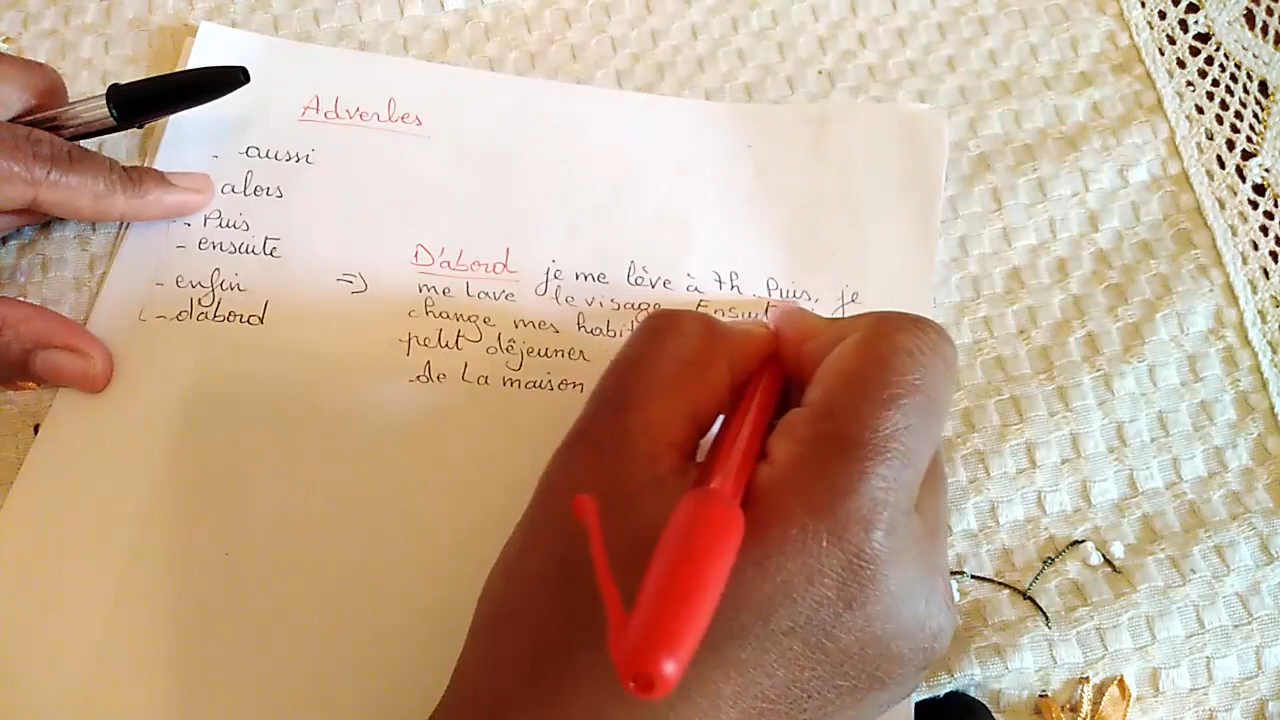 Adverbes
- aussi
alors
- Puis
- ensuite
- enfin
- d'abord
=> D'abord je me lève à 7h. Puis, je
me lave le visage. Ensuit
change mes habit
petit déjeuner
de la maison